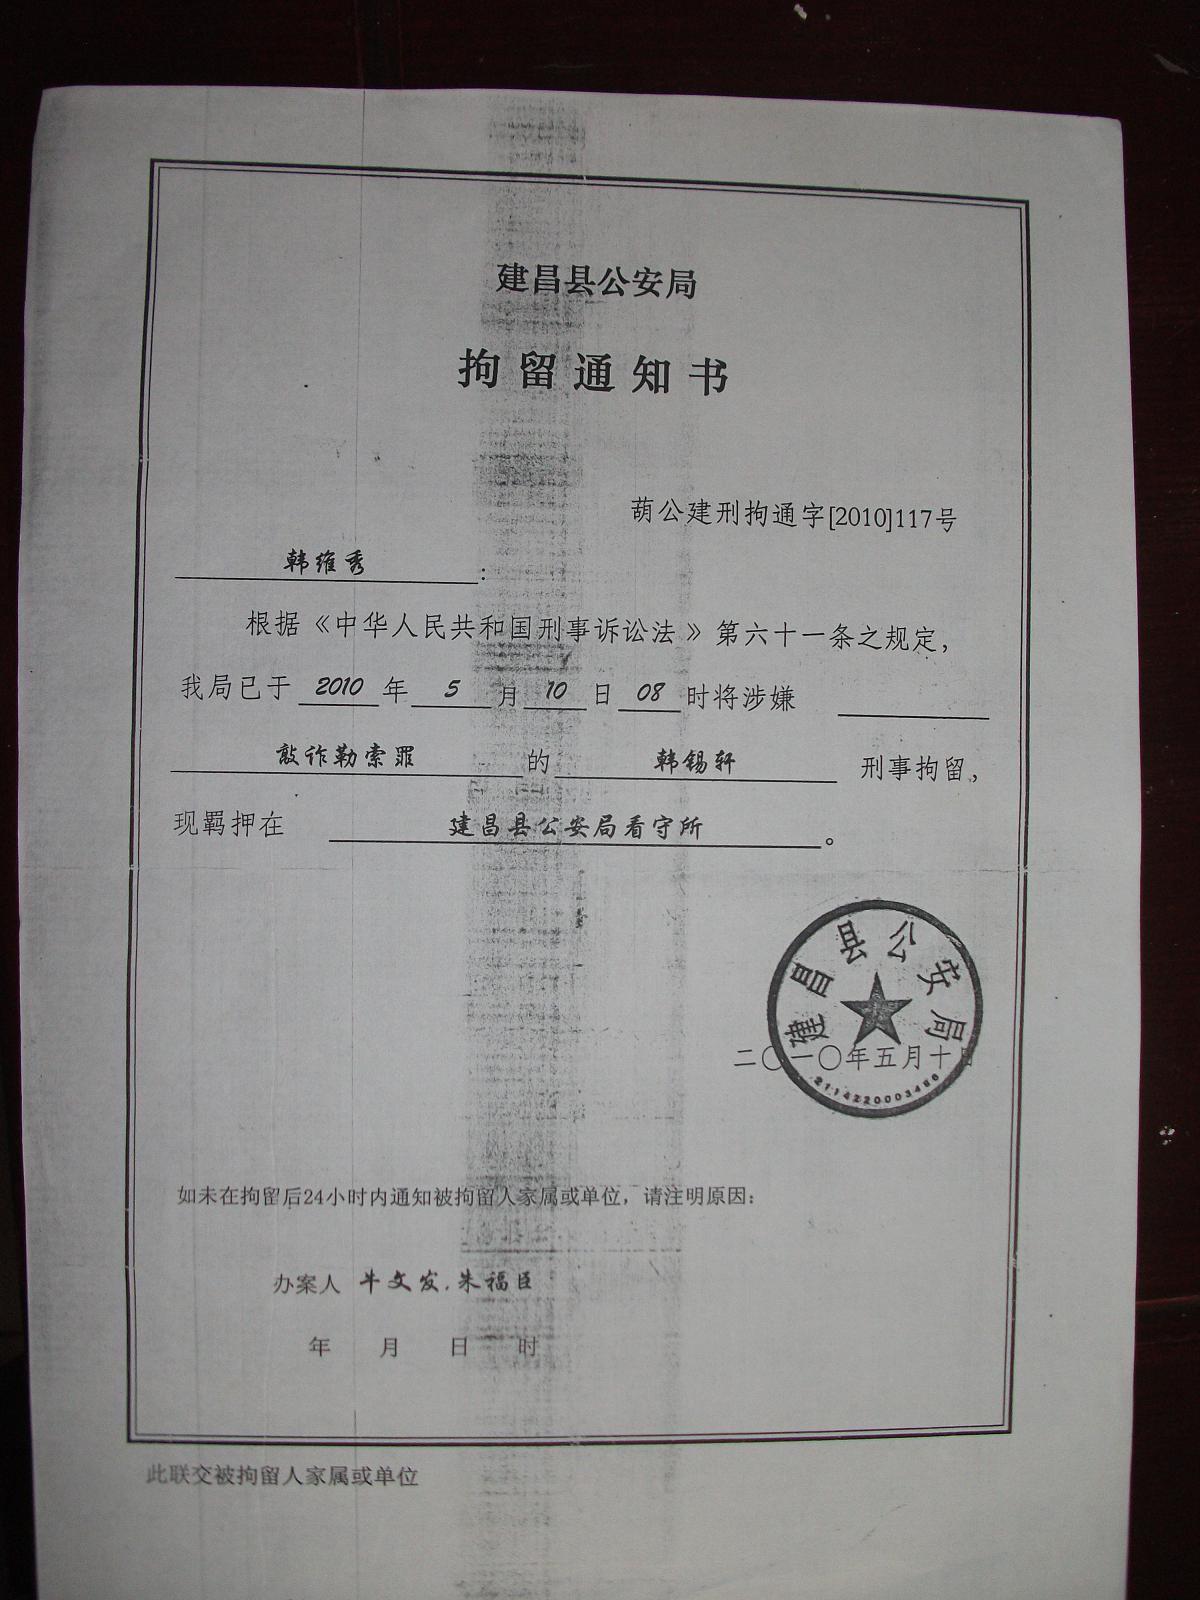 建昌县公安局
拘留通知书
葫公建刑拘通字[2010]117号
韩维秀：
根据《中华人民共和国刑事诉讼法》第六十一条之规定，
我局已于 2010 年 5 月 10 日 08 时将涉嫌
敲诈勒索罪 的 韩锡轩 刑事拘留，
现羁押在 建昌县公安局看守所。
建昌县公安局
二〇一〇年五月十日
2114220003486
如未在拘留后24小时内通知被拘留人家属或单位，请注明原因：
办案人 牛文发.朱福臣
年 月 日 时
此联交被拘留人家属或单位